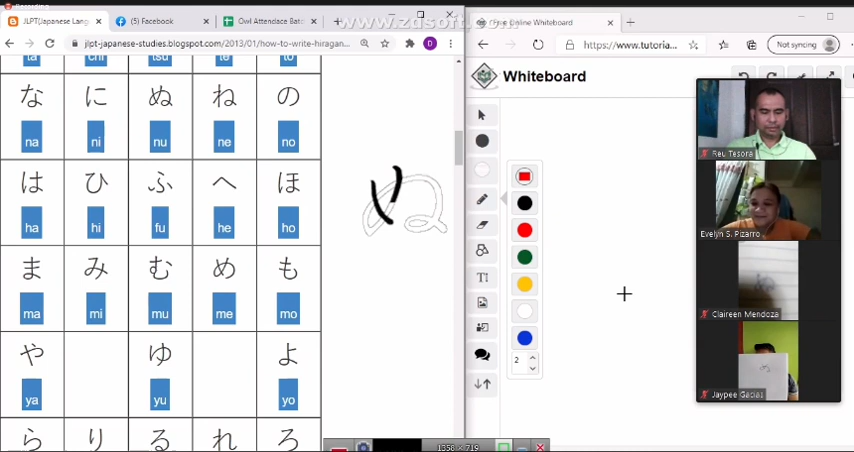 Recording
JLPT(Japanese Lang
(5) Facebook
Owl Attendace Batc
www.zdsoft.com
Free Online Whiteboard
jlpt-japanese-studies.blogspot.com/2013/01/how-to-write-hiragan...
D
https://www.tutoria...
Not syncing
Whiteboard
ta chi tsu te to
な に ぬ ね の
na ni nu ne no
は ひ ふ へ ほ
ha hi fu he ho
ま み む め も
ma mi mu me mo
や ゆ よ
ya yu yo
ら り る れ ろ
ぬ
T
2
Reu Tesora
Evelyn S. Pizarro
Claireen Mendoza
Jaypee Gacias
ぬ
1358 × 719